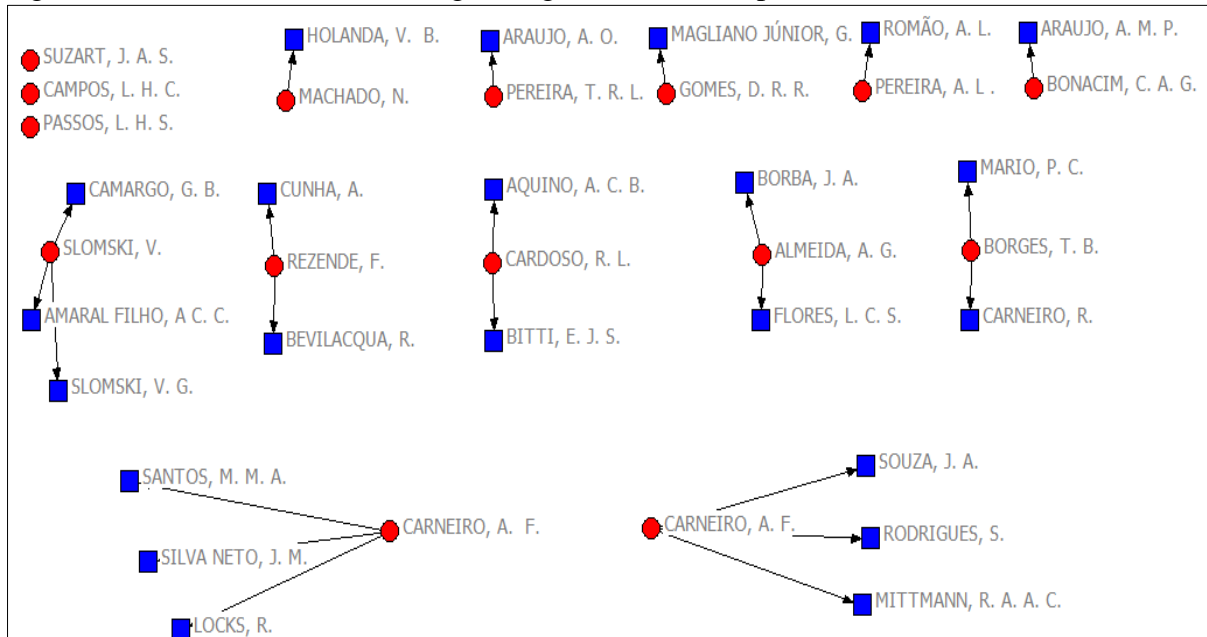 HOLANDA, V. B.
ARAUJO, A. O.
MAGLIANO JÚNIOR, G.
ROMÃO, A. L.
ARAUJO, A. M. P.
SUZART, J. A. S.
CAMPOS, L. H. C.
PASSOS, L. H. S.
MACHADO, N.
PEREIRA, T. R. L.
GOMES, D. R. R.
PEREIRA, A. L .
BONACIM, C. A. G.
CAMARGO, G. B.
CUNHA, A.
AQUINO, A. C. B.
BORBA, J. A.
MARIO, P. C.
SLOMSKI, V.
REZENDE, F.
CARDOSO, R. L.
ALMEIDA, A. G.
BORGES, T. B.
AMARAL FILHO, A C. C.
BEVILACQUA, R.
BITTI, E. J. S.
FLORES, L. C. S.
CARNEIRO, R.
SLOMSKI, V. G.
SANTOS, M. M. A.
SOUZA, J. A.
CARNEIRO, A. F.
CARNEIRO, A. F.
SILVA NETO, J. M.
RODRIGUES, S.
LOCKS, R.
MITTMANN, R. A. A. C.